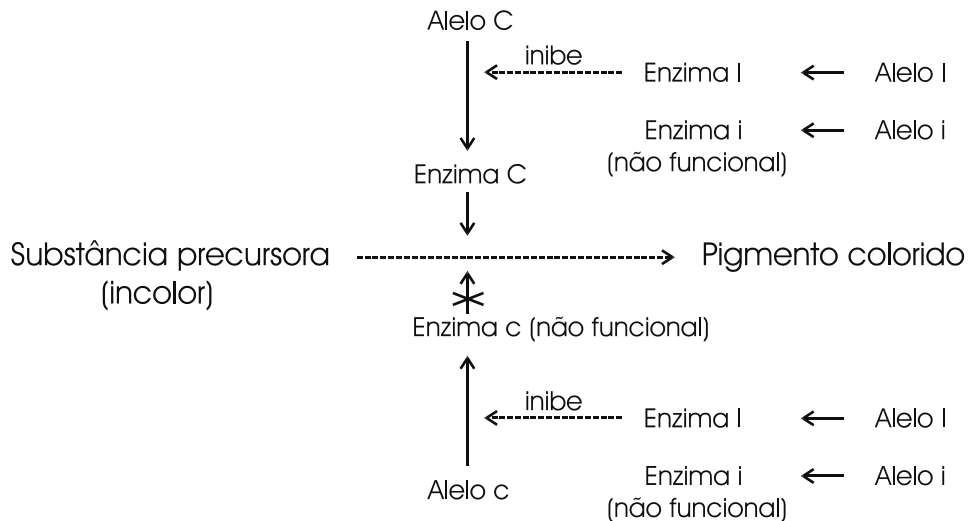 Alelo C
inibe
Enzima I
Alelo I
Enzima i
(não funcional)
Alelo i
Enzima C
Substância precursora
(incolor)
Pigmento colorido
Enzima c (não funcional)
inibe
Enzima I
Alelo I
Alelo c
Enzima i
(não funcional)
Alelo i